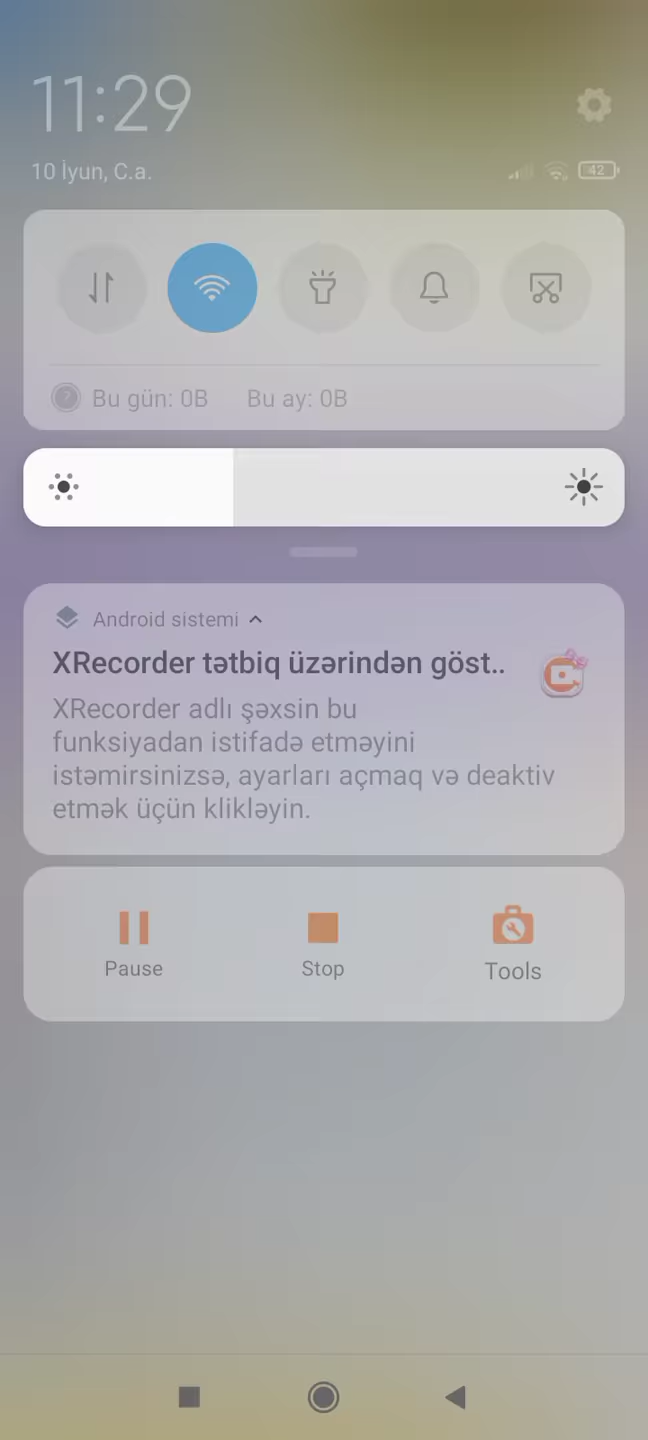 11:29
10 İyun, C.a.
42
Bu gün: 0B Bu ay: 0B
Android sistemi
XRecorder tətbiq üzərindən göst..
XRecorder adlı şəxsin bu
funksiyadan istifadə etməyini
istəmirsinizsə, ayarları açmaq və deaktiv
etmək üçün klikləyin.
Pause Stop Tools